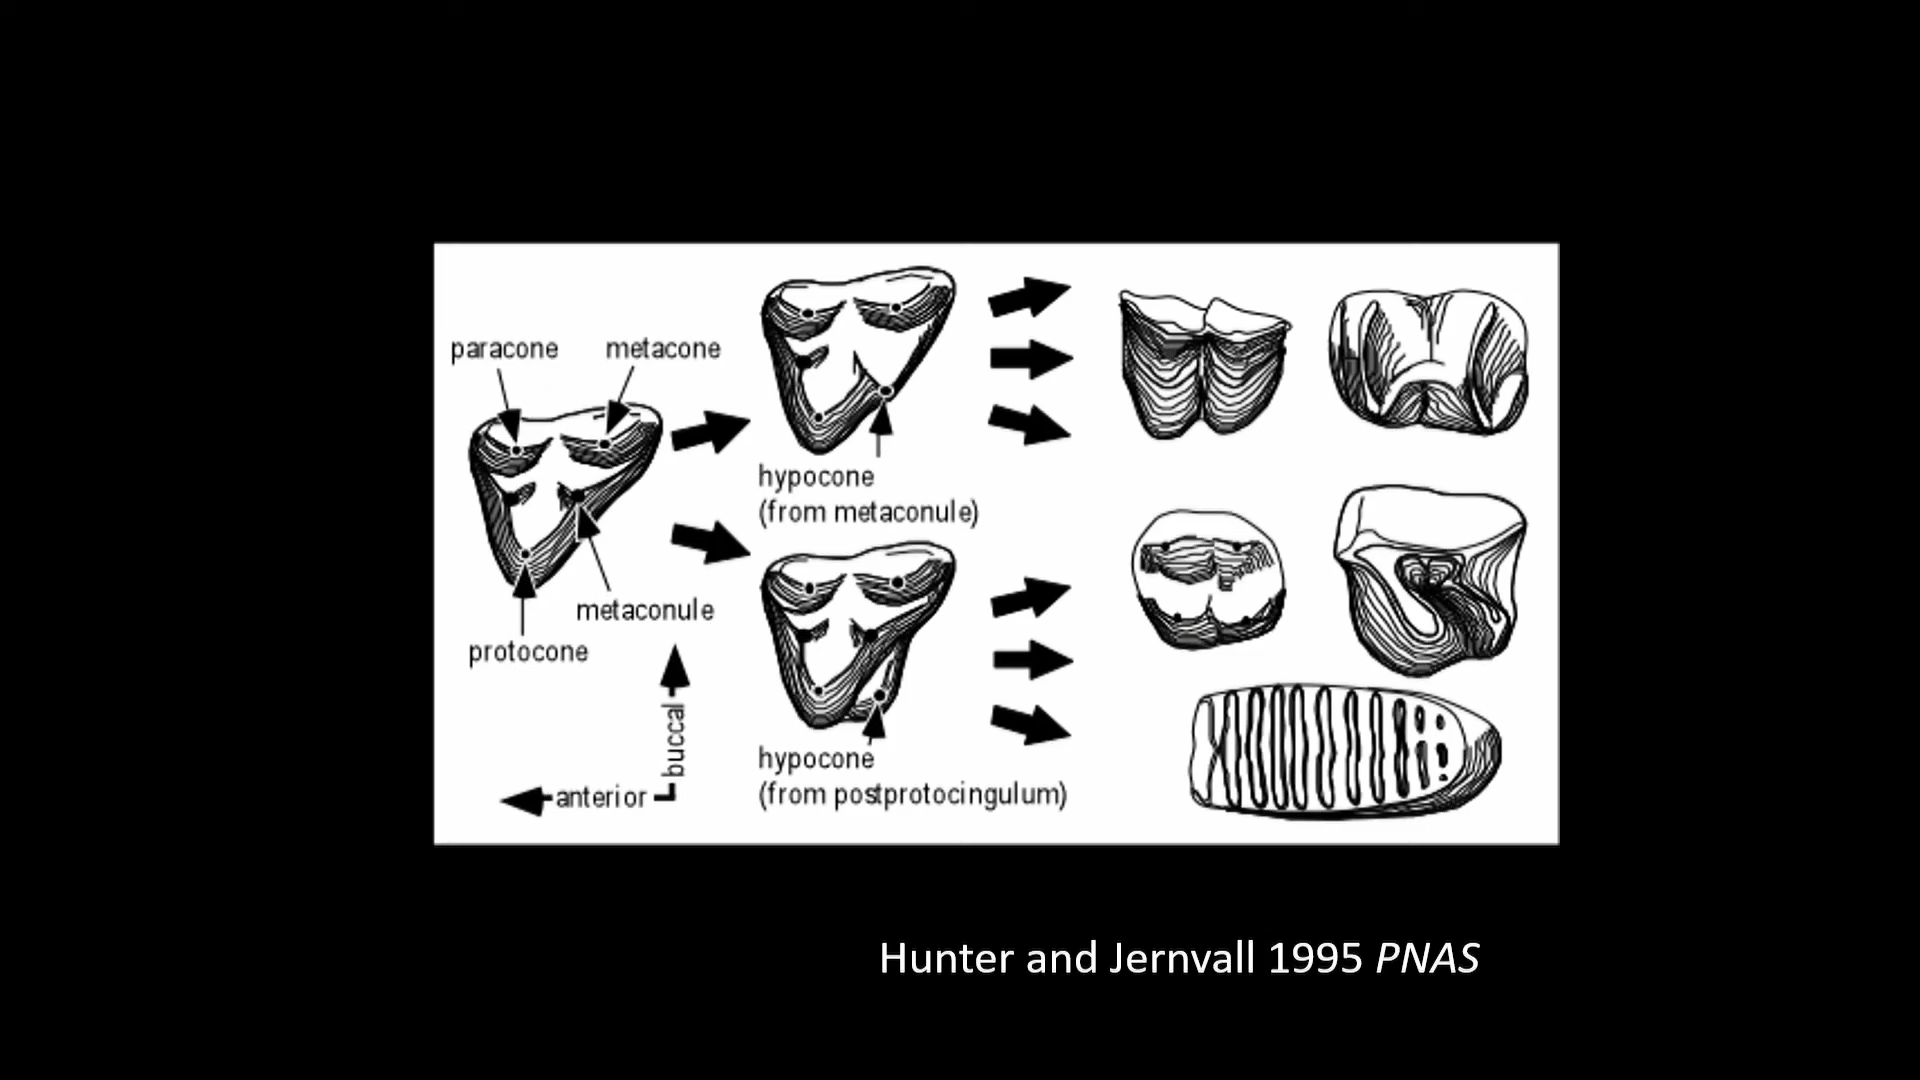 paracone
metacone
hypocone
(from metaconule)
metaconule
protocone
buccal
anterior
hypocone
(from postprotocingulum)
Hunter and Jernvall 1995 PNAS